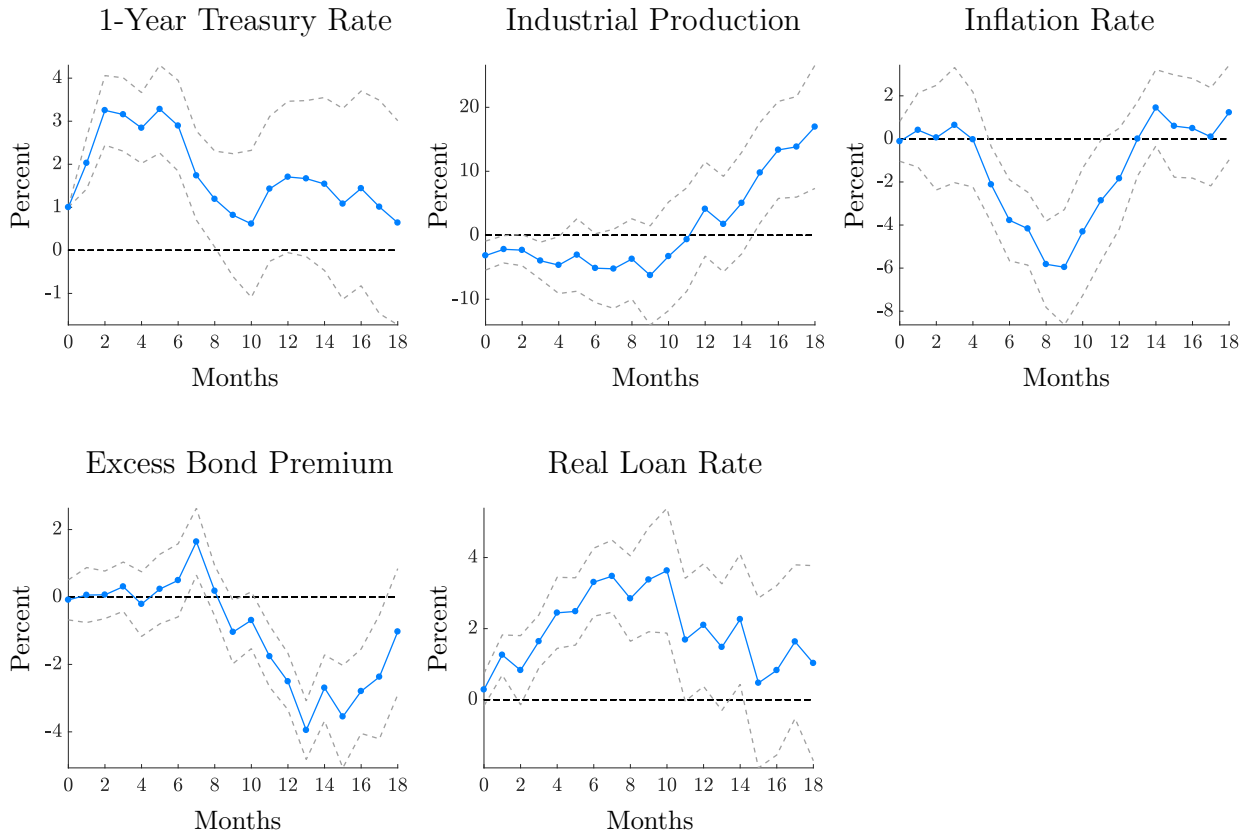 1-Year Treasury Rate
Percent
4
3
2
1
0
-1
0 2 4 6 8 10 12 14 16 18
Months
Industrial Production
Percent
20
10
0
-10
0 2 4 6 8 10 12 14 16 18
Months
Inflation Rate
Percent
2
0
-2
-4
-6
-8
0 2 4 6 8 10 12 14 16 18
Months
Excess Bond Premium
Percent
2
0
-2
-4
0 2 4 6 8 10 12 14 16 18
Months
Real Loan Rate
Percent
4
2
0
0 2 4 6 8 10 12 14 16 18
Months